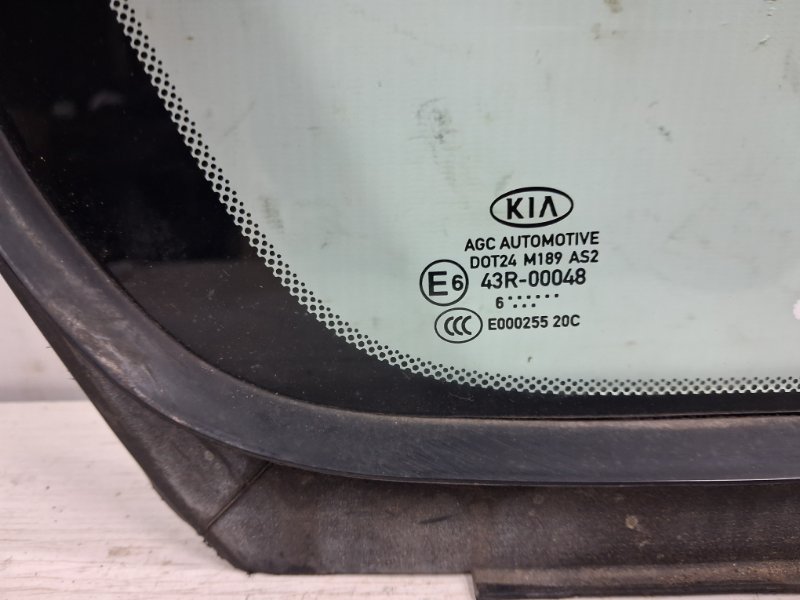 KIA
AGC AUTOMOTIVE
DOT24 M189 AS2
E6 43R-00048
6 ......
CCC E000255 20C